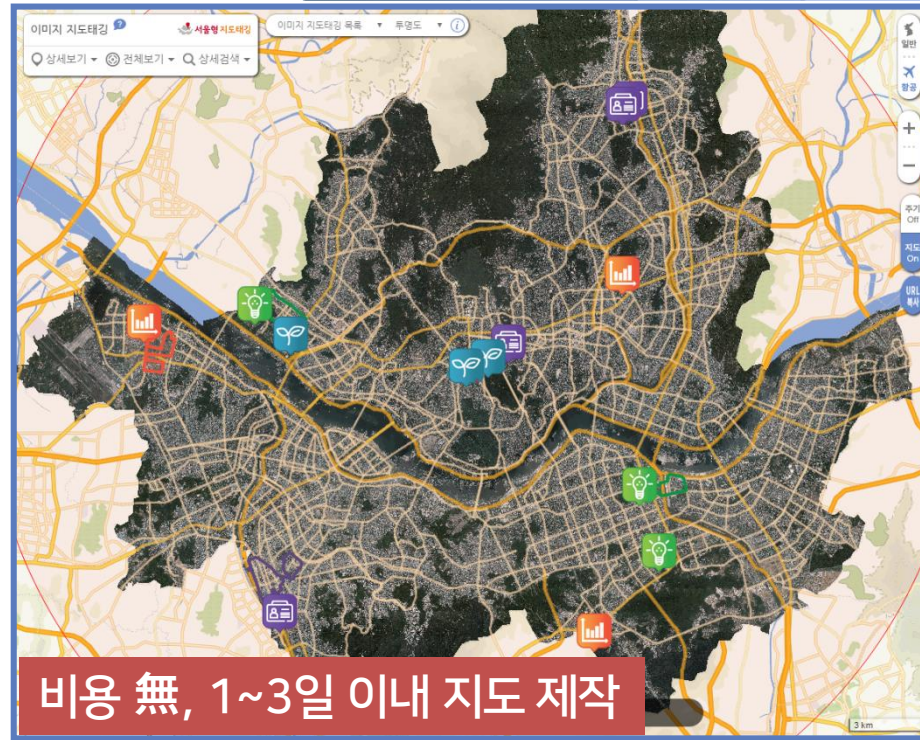 이미지 지도태깅 ?
서울형 지도태깅
이미지 지도태깅 목록 ▼ 투명도 ▼ i
상세보기 ▼ 전체보기 ▼ 상세검색 ▼
일반
항공
+
−
주기
Off
지도
On
URL
복사
비용 無, 1~3일 이내 지도 제작
3 km